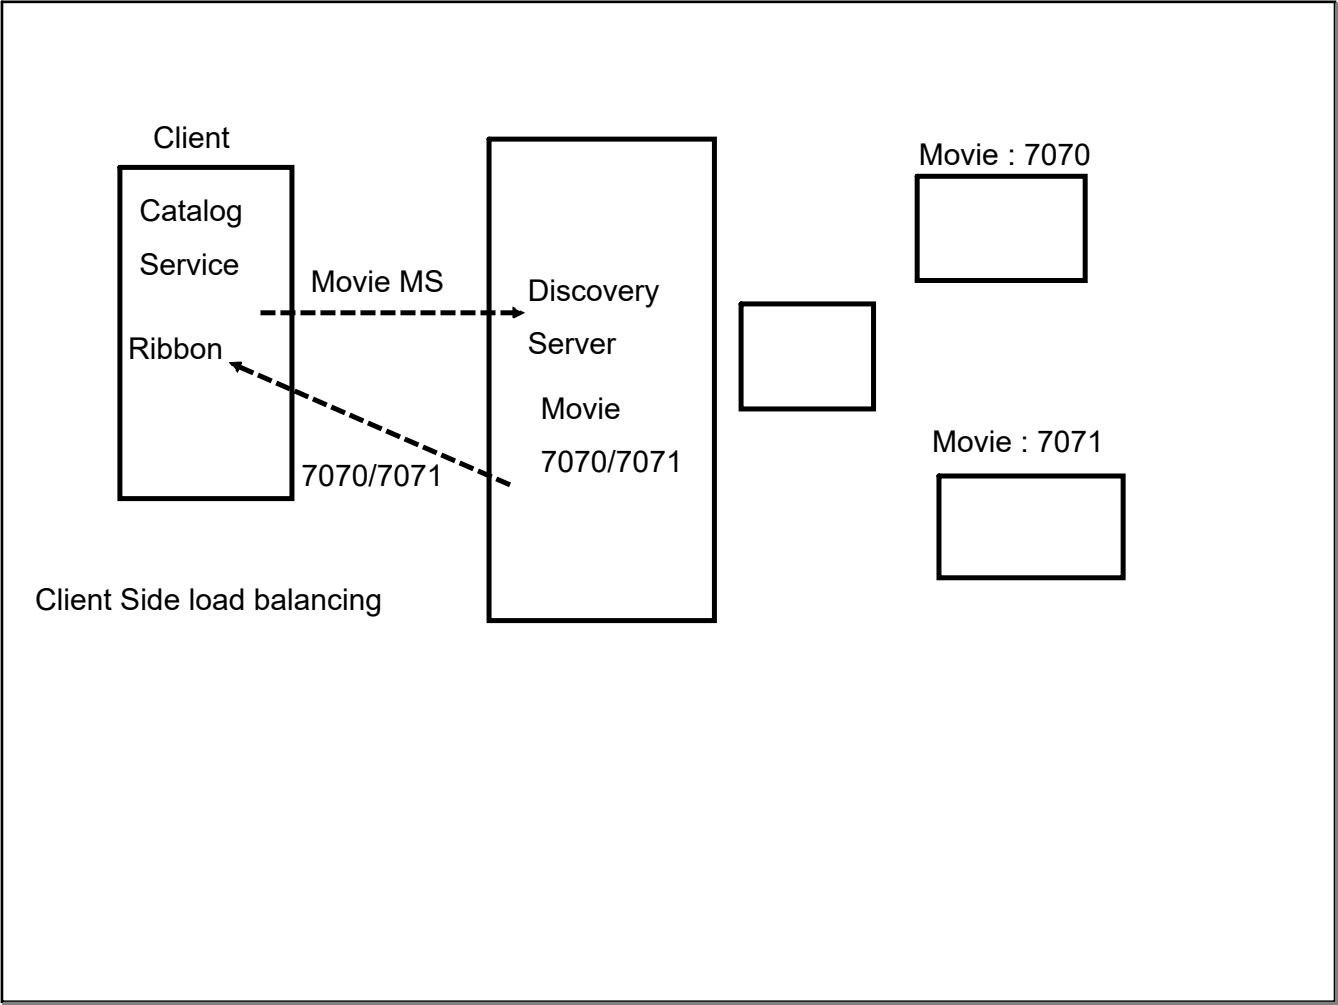 Client
Catalog
Service
Ribbon
Movie MS
7070/7071
Discovery
Server
Movie
7070/7071
Movie : 7070
Movie : 7071
Client Side load balancing